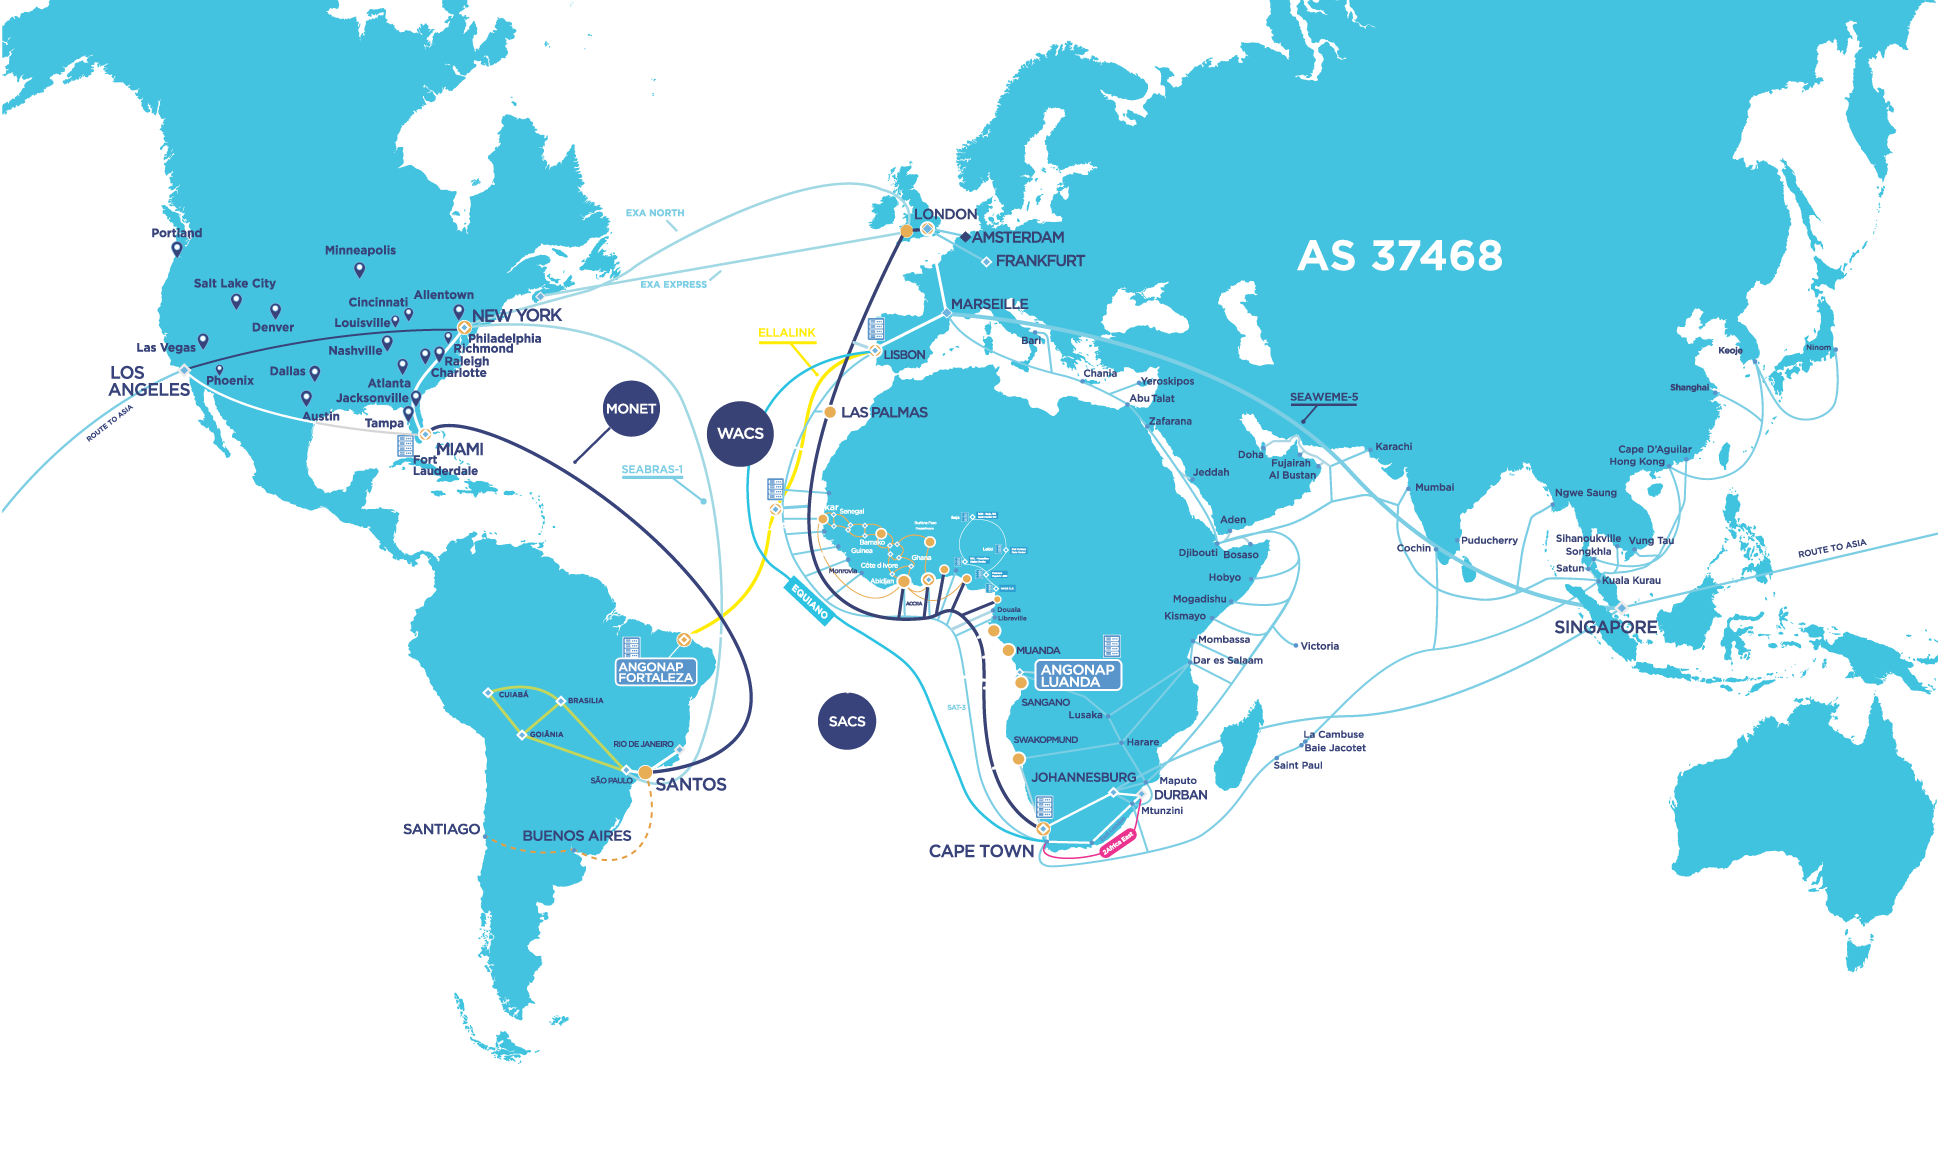 AS 37468
EXA NORTH
EXA EXPRESS
LONDON
AMSTERDAM
FRANKFURT
MARSEILLE
LISBON
LAS PALMAS
Portland
Minneapolis
Salt Lake City
Denver
Cincinnati
Allentown
Louisville
NEW YORK
Philadelphia
Richmond
Raleigh
Charlotte
Nashville
Las Vegas
LOS
ANGELES
Phoenix
Dallas
Atlanta
Jacksonville
Austin
Tampa
MIAMI
Fort
Lauderdale
ROUTE TO ASIA
MONET
SEABRAS-1
ELLALINK
WACS
EQUIANO
SACS
SAT-3
ANGONAP
FORTALEZA
CUIABÁ
BRASILIA
GOIÂNIA
RIO DE JANEIRO
SÃO PAULO
SANTOS
SANTIAGO
BUENOS AIRES
kar
Senegal
Bamako
Guinea
Côte d Ivore
Ghana
Monrovia
Abidjan
ACCRA
Douala
Libreville
MUANDA
ANGONAP
LUANDA
SANGANO
SWAKOPMUND
Lusaka
Harare
JOHANNESBURG
Maputo
DURBAN
Mtunzini
2Africa East
CAPE TOWN
Bari
Chania
Yeroskipos
Abu Talat
Zafarana
Jeddah
Aden
Djibouti
Bosaso
Hobyo
Mogadishu
Kismayo
Mombassa
Dar es Salaam
Victoria
La Cambuse
Baie Jacotet
Saint Paul
SEAWEME-5
Doha
Fujairah
Al Bustan
Karachi
Mumbai
Cochin
Puducherry
Ngwe Saung
Sihanoukville
Songkhla
Satun
Vung Tau
Kuala Kurau
SINGAPORE
ROUTE TO ASIA
Cape D'Aguilar
Hong Kong
Shanghai
Keoje
Ninom